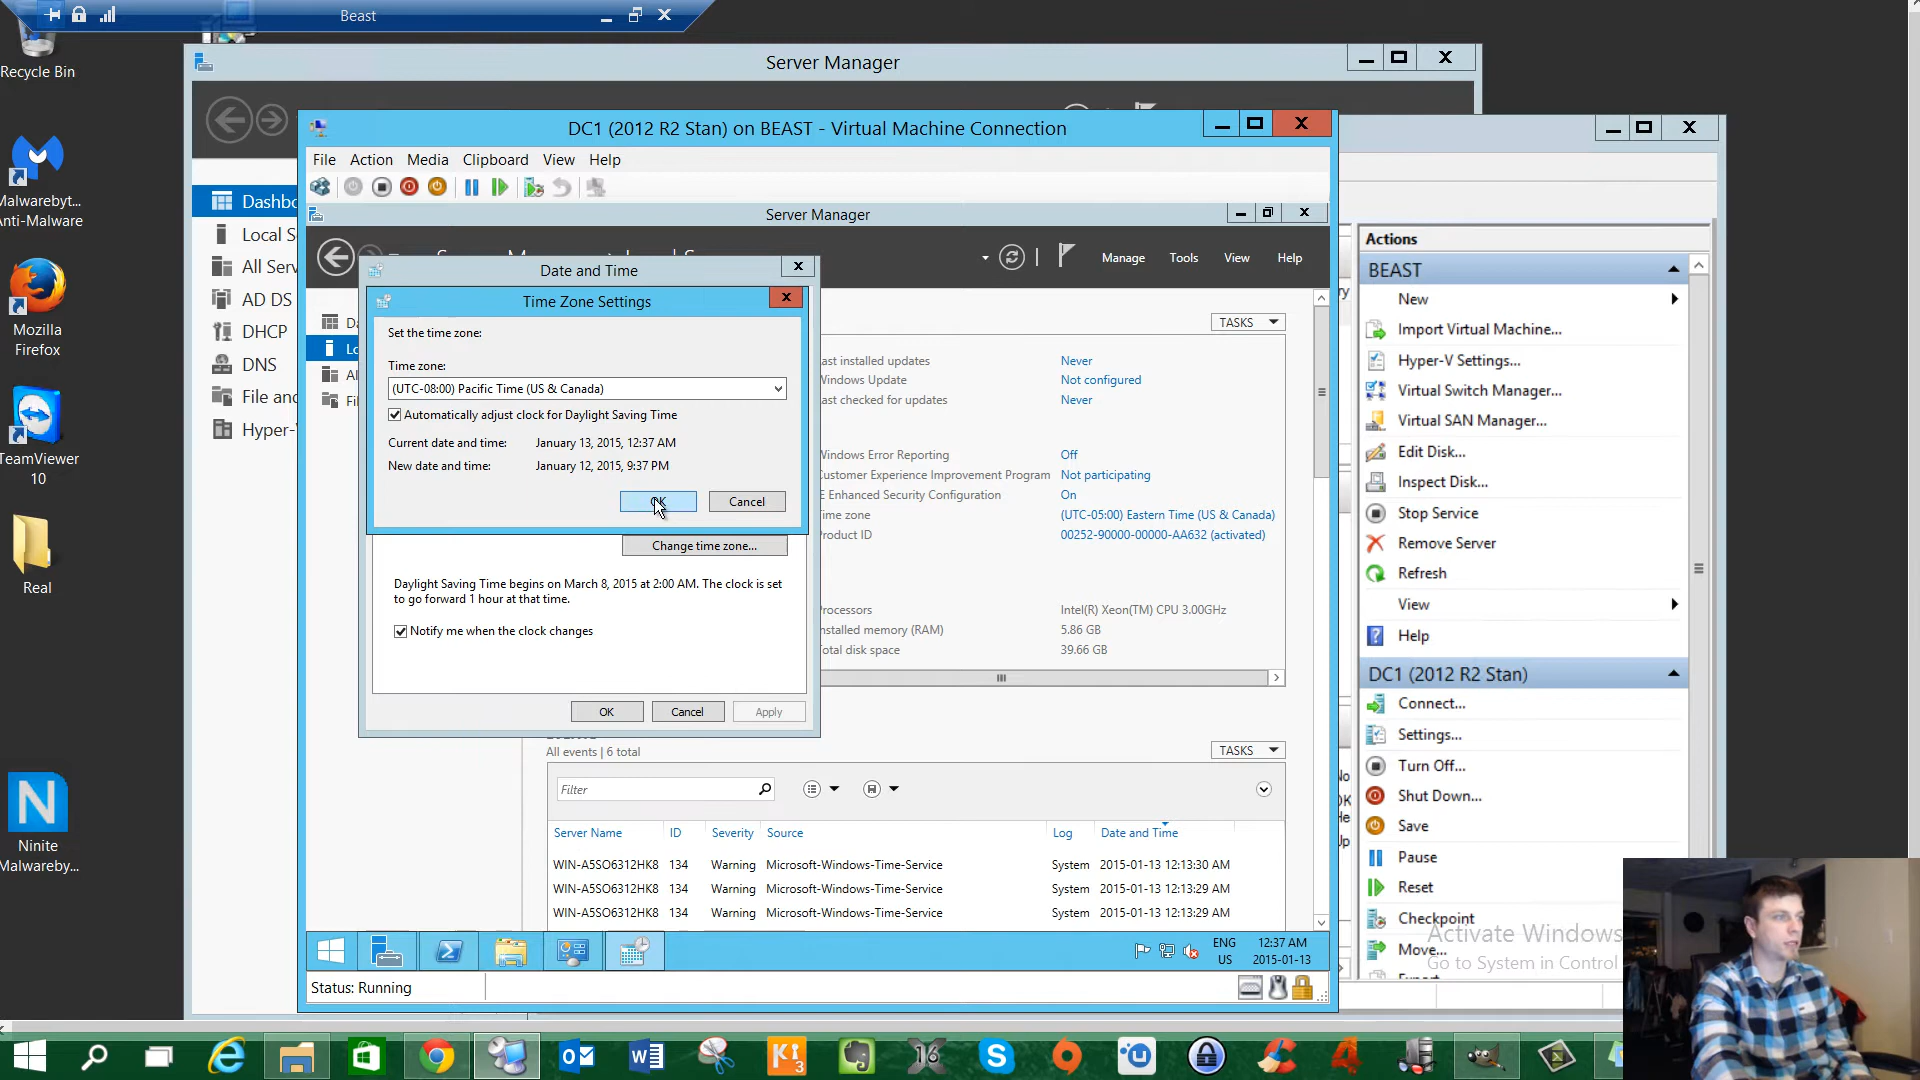 Beast
Recycle Bin
Malwarebyt...
Anti-Malware
Mozilla
Firefox
TeamViewer
10
Real
Ninite
Malwareby...
Server Manager
Local S
All Serv
AD DS
DHCP
DNS
File and
Hyper-
DC1 (2012 R2 Stan) on BEAST - Virtual Machine Connection
File Action Media Clipboard View Help
Server Manager
Manage Tools View Help
Date and Time
Time Zone Settings
Set the time zone:
Time zone:
(UTC-08:00) Pacific Time (US & Canada)
Automatically adjust clock for Daylight Saving Time
Current date and time: January 13, 2015, 12:37 AM
New date and time: January 12, 2015, 9:37 PM
OK Cancel
Change time zone...
Daylight Saving Time begins on March 8, 2015 at 2:00 AM. The clock is set
to go forward 1 hour at that time.
Notify me when the clock changes
OK Cancel Apply
TASKS
ast installed updates Never
Windows Update Not configured
ast checked for updates Never
Windows Error Reporting Off
Customer Experience Improvement Program Not participating
E Enhanced Security Configuration On
Time zone (UTC-05:00) Eastern Time (US & Canada)
Product ID 00252-90000-00000-AA632 (activated)
Processors Intel(R) Xeon(TM) CPU 3.00GHz
nstalled memory (RAM) 5.86 GB
Total disk space 39.66 GB
All events | 6 total
TASKS
Filter
Server Name ID Severity Source Log Date and Time
WIN-A5SO6312HK8 134 Warning Microsoft-Windows-Time-Service System 2015-01-13 12:13:30 AM
WIN-A5SO6312HK8 134 Warning Microsoft-Windows-Time-Service System 2015-01-13 12:13:29 AM
WIN-A5SO6312HK8 134 Warning Microsoft-Windows-Time-Service System 2015-01-13 12:13:29 AM
ENG
US
12:37 AM
2015-01-13
Status: Running
Actions
BEAST
New
Import Virtual Machine...
Hyper-V Settings...
Virtual Switch Manager...
Virtual SAN Manager...
Edit Disk...
Inspect Disk...
Stop Service
Remove Server
Refresh
View
Help
DC1 (2012 R2 Stan)
Connect...
Settings...
Turn Off...
Shut Down...
Save
Pause
Reset
Checkpoint
Move...
Activate Windows
Go to System in Control